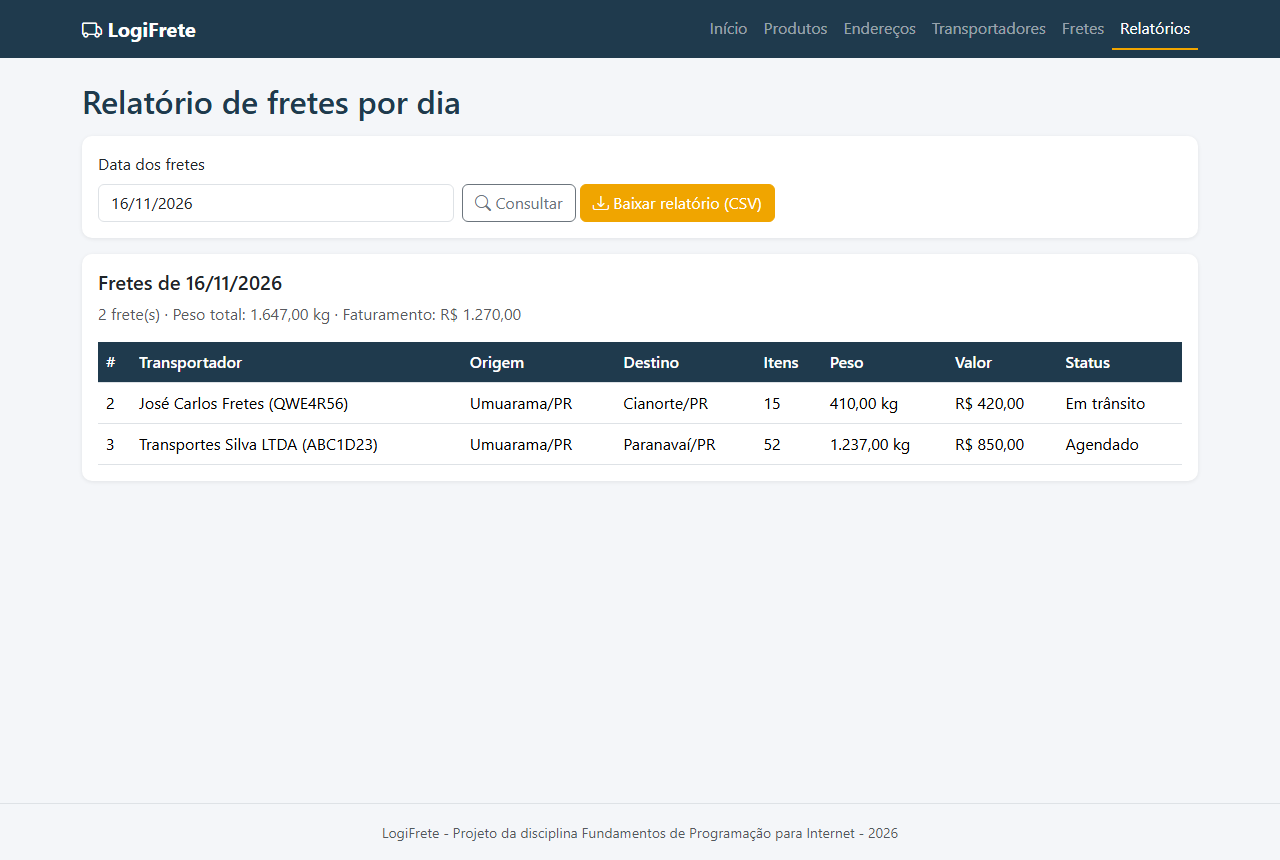 LogiFrete Início Produtos Endereços Transportadores Fretes Relatórios
Relatório de fretes por dia
Data dos fretes
16/11/2026 Consultar Baixar relatório (CSV)
Fretes de 16/11/2026
2 frete(s) · Peso total: 1.647,00 kg · Faturamento: R$ 1.270,00
# Transportador Origem Destino Itens Peso Valor Status
2 José Carlos Fretes (QWE4R56) Umuarama/PR Cianorte/PR 15 410,00 kg R$ 420,00 Em trânsito
3 Transportes Silva LTDA (ABC1D23) Umuarama/PR Paranavaí/PR 52 1.237,00 kg R$ 850,00 Agendado
LogiFrete - Projeto da disciplina Fundamentos de Programação para Internet - 2026